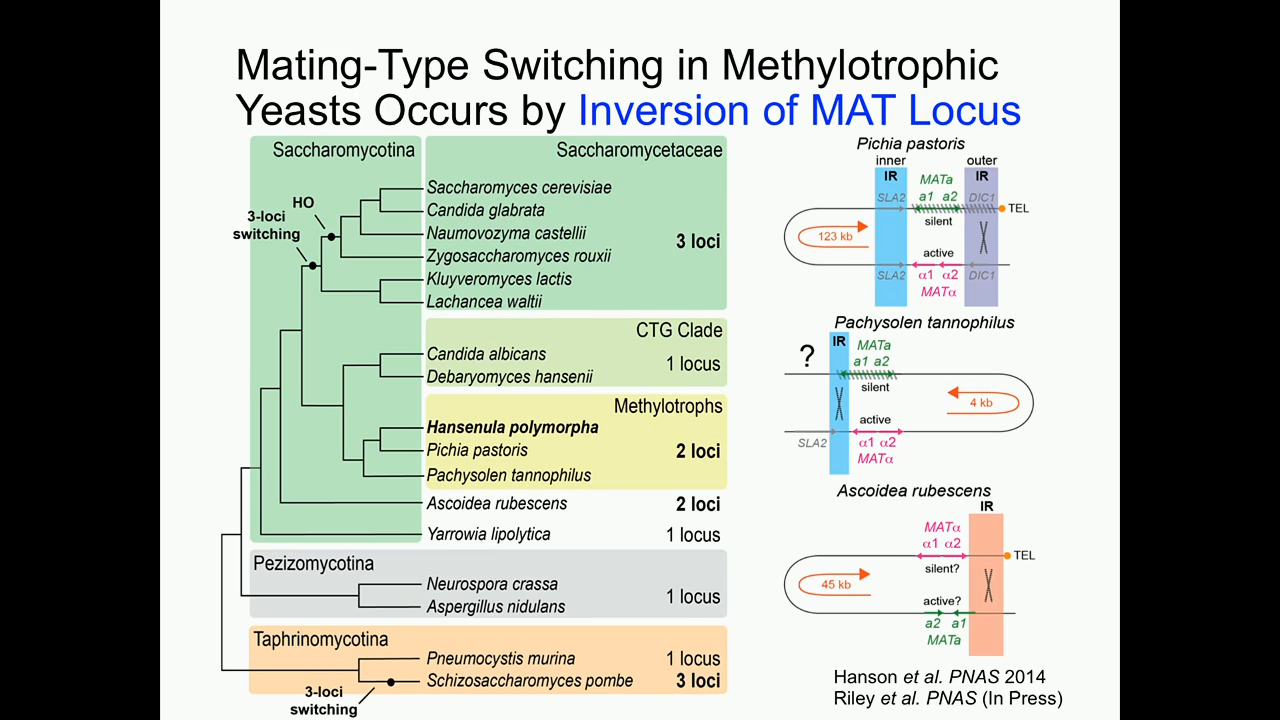 Mating-Type Switching in Methylotrophic
Yeasts Occurs by Inversion of MAT Locus
Saccharomycotina
Saccharomycetaceae
Saccharomyces cerevisiae
Candida glabrata
Naumovozyma castellii
Zygosaccharomyces rouxii
Kluyveromyces lactis
Lachancea waltii
3 loci
HO
3-loci
switching
CTG Clade
Candida albicans
Debaryomyces hansenii
1 locus
Methylotrophs
Hansenula polymorpha
Pichia pastoris
Pachysolen tannophilus
2 loci
Ascoidea rubescens
2 loci
Yarrowia lipolytica
1 locus
Pezizomycotina
Neurospora crassa
Aspergillus nidulans
1 locus
Taphrinomycotina
Pneumocystis murina
1 locus
Schizosaccharomyces pombe
3 loci
3-loci
switching
Pichia pastoris
inner
IR
outer
IR
MATa
a1 a2
SLA2
DIC1
TEL
silent
123 kb
active
SLA2
α1 α2
DIC1
MATα
Pachysolen tannophilus
?
IR
MATa
a1 a2
silent
4 kb
active
SLA2
α1 α2
MATα
Ascoidea rubescens
IR
MATα
α1 α2
TEL
silent?
45 kb
active?
a2 a1
MATa
Hanson et al. PNAS 2014
Riley et al. PNAS (In Press)